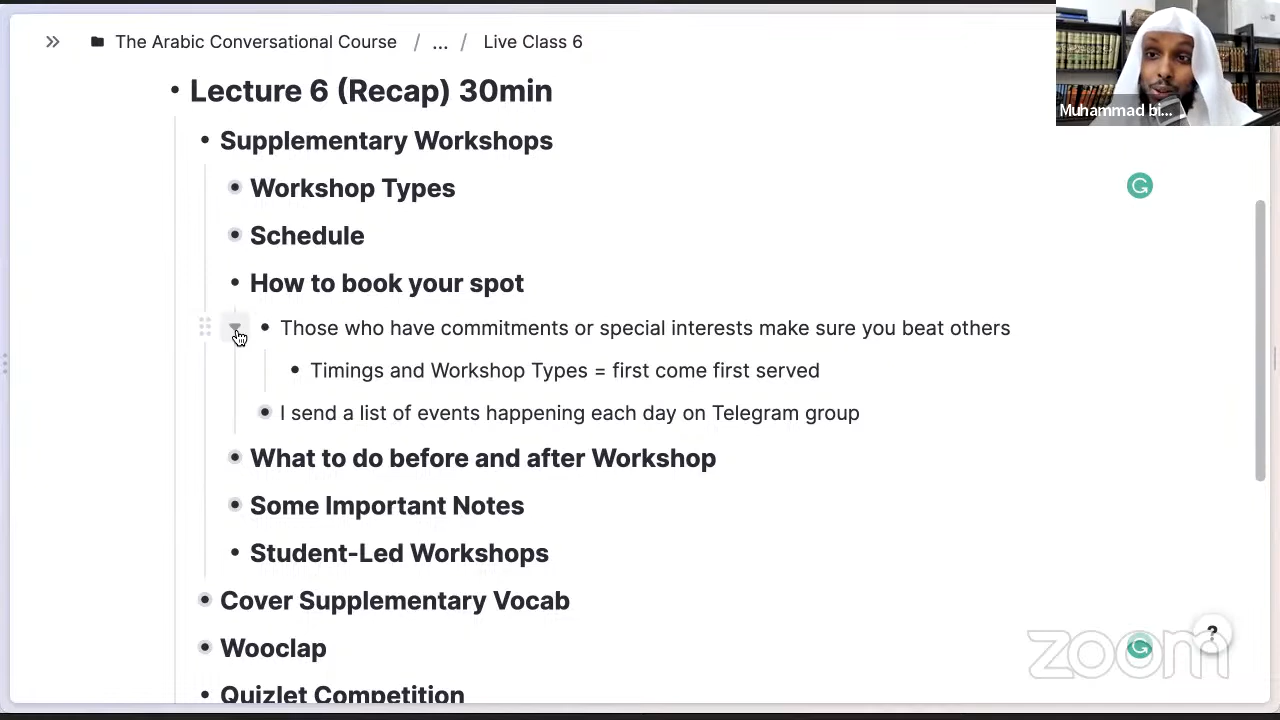 The Arabic Conversational Course / ... / Live Class 6
Muhammad bi...
Lecture 6 (Recap) 30min
Supplementary Workshops
Workshop Types
Schedule
How to book your spot
Those who have commitments or special interests make sure you beat others
Timings and Workshop Types = first come first served
I send a list of events happening each day on Telegram group
What to do before and after Workshop
Some Important Notes
Student-Led Workshops
Cover Supplementary Vocab
Wooclap
Quizlet Competition
?
zoom